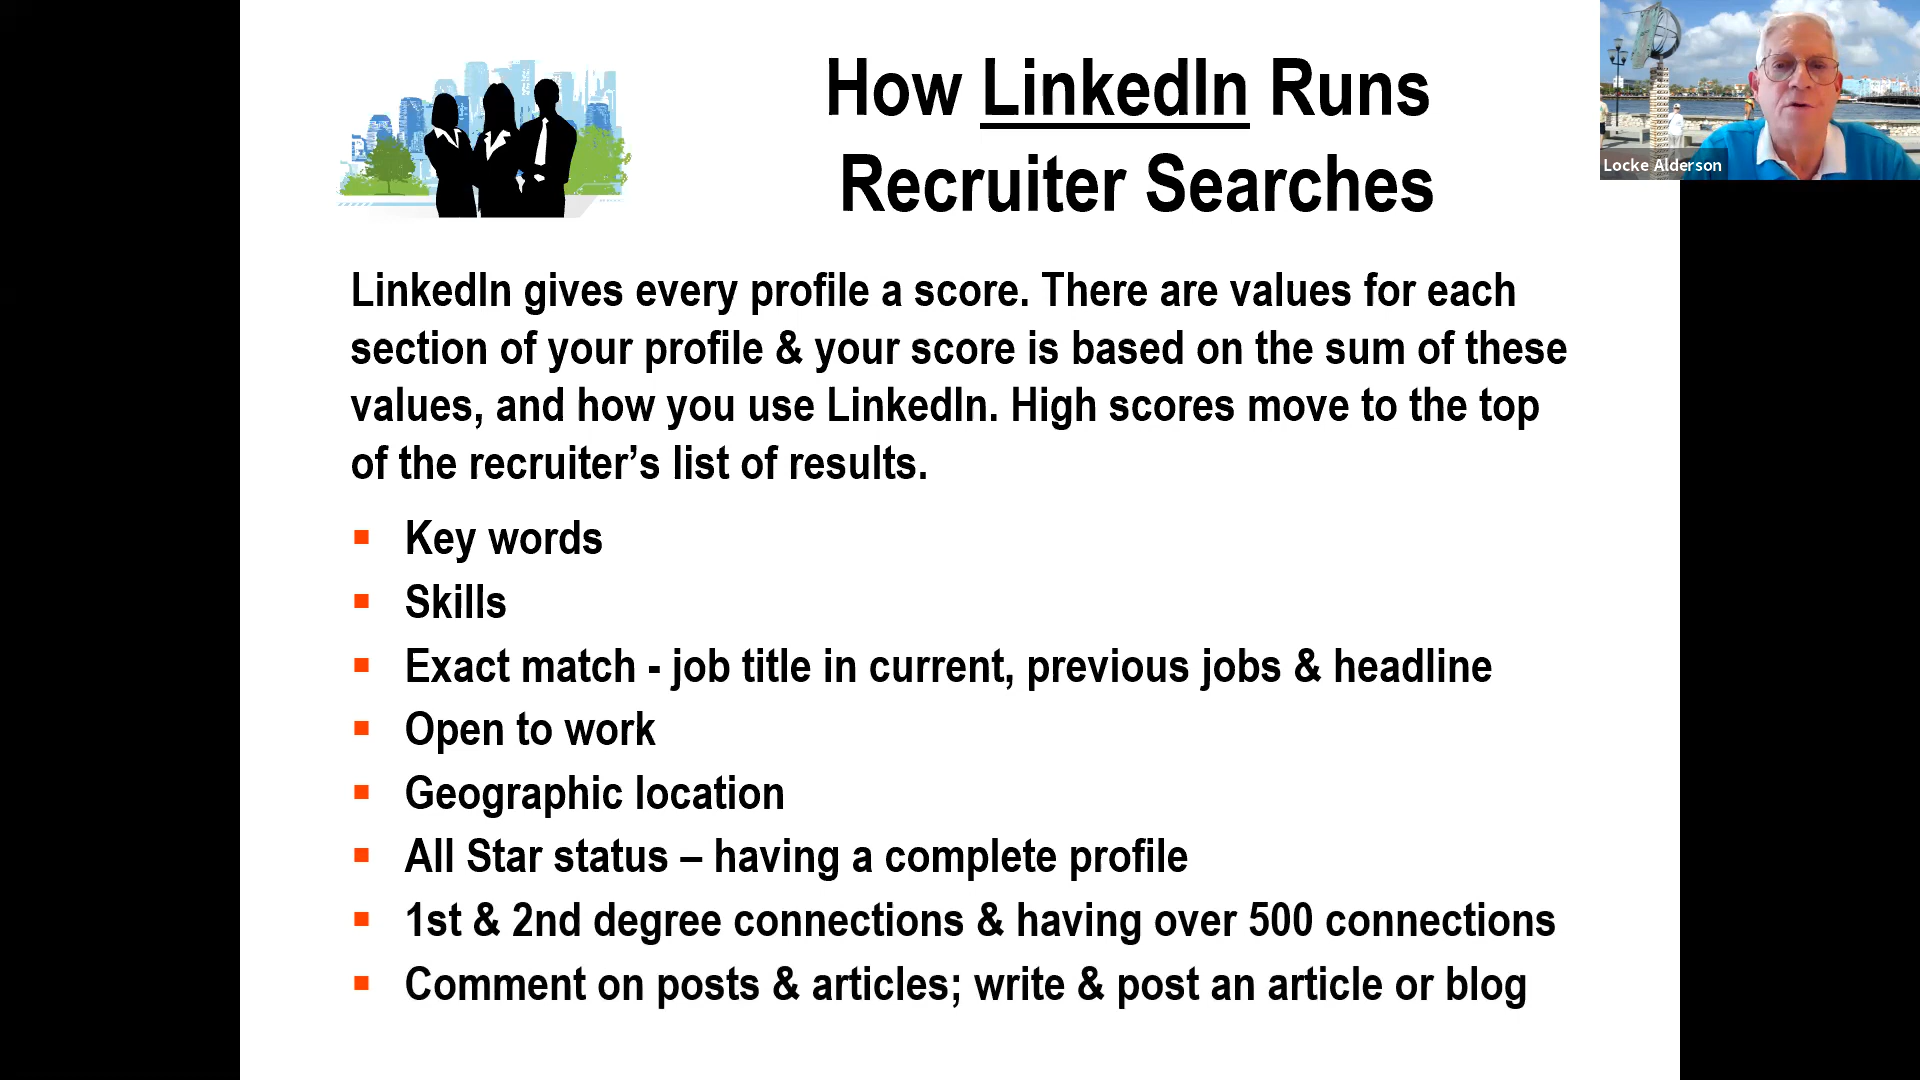 How LinkedIn Runs
Recruiter Searches
Locke Alderson
LinkedIn gives every profile a score. There are values for each
section of your profile & your score is based on the sum of these
values, and how you use LinkedIn. High scores move to the top
of the recruiter’s list of results.
▪ Key words
▪ Skills
▪ Exact match - job title in current, previous jobs & headline
▪ Open to work
▪ Geographic location
▪ All Star status – having a complete profile
▪ 1st & 2nd degree connections & having over 500 connections
▪ Comment on posts & articles; write & post an article or blog